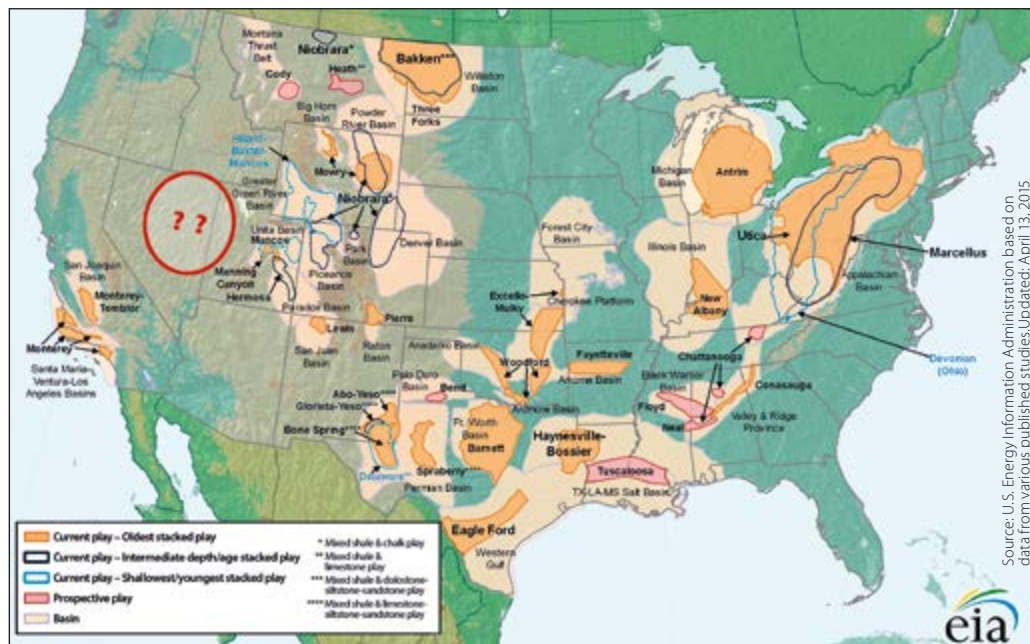 Montana
Thrust
Belt
Niobrara*
Cody
Heath**
Bakken***
Williston
Basin
Big Horn
Basin
Powder
River Basin
Three
Forks
Hilliard-
Baxter-
Mancos
Mowry
Greater
Green River
Basin
Niobrara*
? ?
Uinta Basin
Mancos
Park
Basin
Denver Basin
Manning
Canyon
Piceance
Basin
Hermosa
Paradox Basin
San Joaquin
Basin
Monterey-
Temblor
Monterey
Santa Maria-
Ventura-Los
Angeles Basins
Lewis
San Juan
Basin
Pierre
Raton
Basin
Forest City
Basin
Excello-
Mulky
Cherokee Platform
Michigan
Basin
Antrim
Illinois Basin
New
Albany
Utica
Marcellus
Appalachian
Basin
Devonian
(Ohio)
Anadarko Basin
Woodford
Fayetteville
Arkoma Basin
Ardmore Basin
Chattanooga
Black Warrior
Basin
Conasauga
Floyd
Neal
Valley & Ridge
Province
Palo Duro
Basin
Bend
Abo-Yeso****
Glorieta-Yeso****
Bone Spring****
Delaware
Spraberry****
Permian Basin
Ft. Worth
Basin
Barnett
Haynesville-
Bossier
Tuscaloosa
TX-LA-MS Salt Basin
Eagle Ford
Western
Gulf
Current play – Oldest stacked play
Current play – Intermediate depth/age stacked play
Current play – Shallowest/youngest stacked play
Prospective play
Basin
* Mixed shale & chalk play
** Mixed shale &
limestone play
*** Mixed shale & dolostone-
siltstone-sandstone play
**** Mixed shale & limestone-
siltstone-sandstone play
eia
Source: U.S. Energy Information Administration based on
data from various published studies.Updated: April 13, 2015